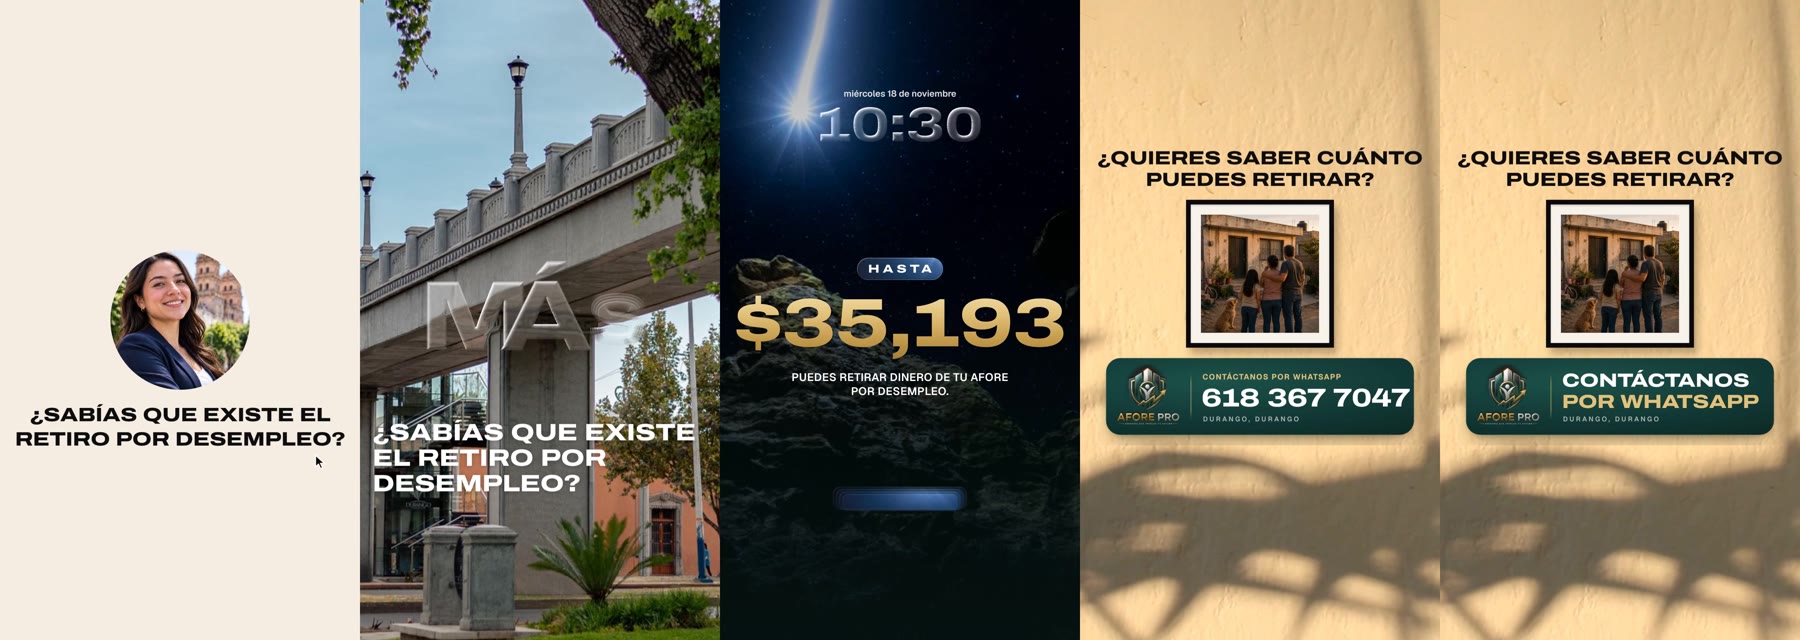 ¿SABÍAS QUE EXISTE EL
RETIRO POR DESEMPLEO?
MÁs
¿SABÍAS QUE EXISTE
EL RETIRO POR
DESEMPLEO?
miércoles 18 de noviembre
10:30
HASTA
$35,193
PUEDES RETIRAR DINERO DE TU AFORE
POR DESEMPLEO.
¿QUIERES SABER CUÁNTO
PUEDES RETIRAR?
AFORE PRO
CONTÁCTANOS POR WHATSAPP
618 367 7047
DURANGO, DURANGO
¿QUIERES SABER CUÁNTO
PUEDES RETIRAR?
AFORE PRO
CONTÁCTANOS
POR WHATSAPP
DURANGO, DURANGO